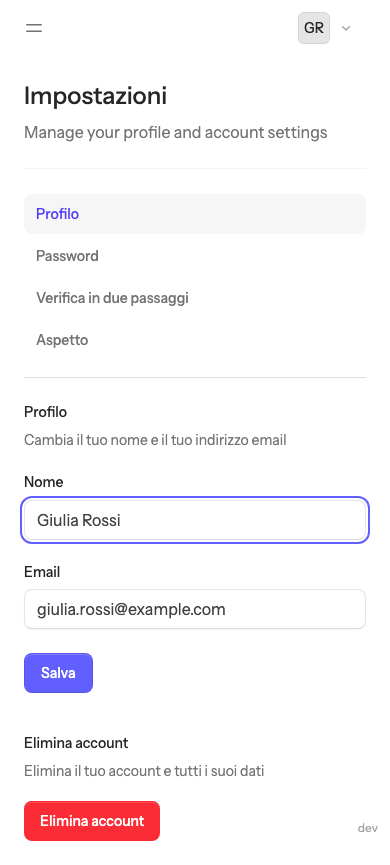 GR
Impostazioni
Manage your profile and account settings
Profilo
Password
Verifica in due passaggi
Aspetto
Profilo
Cambia il tuo nome e il tuo indirizzo email
Nome
Giulia Rossi
Email
giulia.rossi@example.com
Salva
Elimina account
Elimina il tuo account e tutti i suoi dati
Elimina account
dev